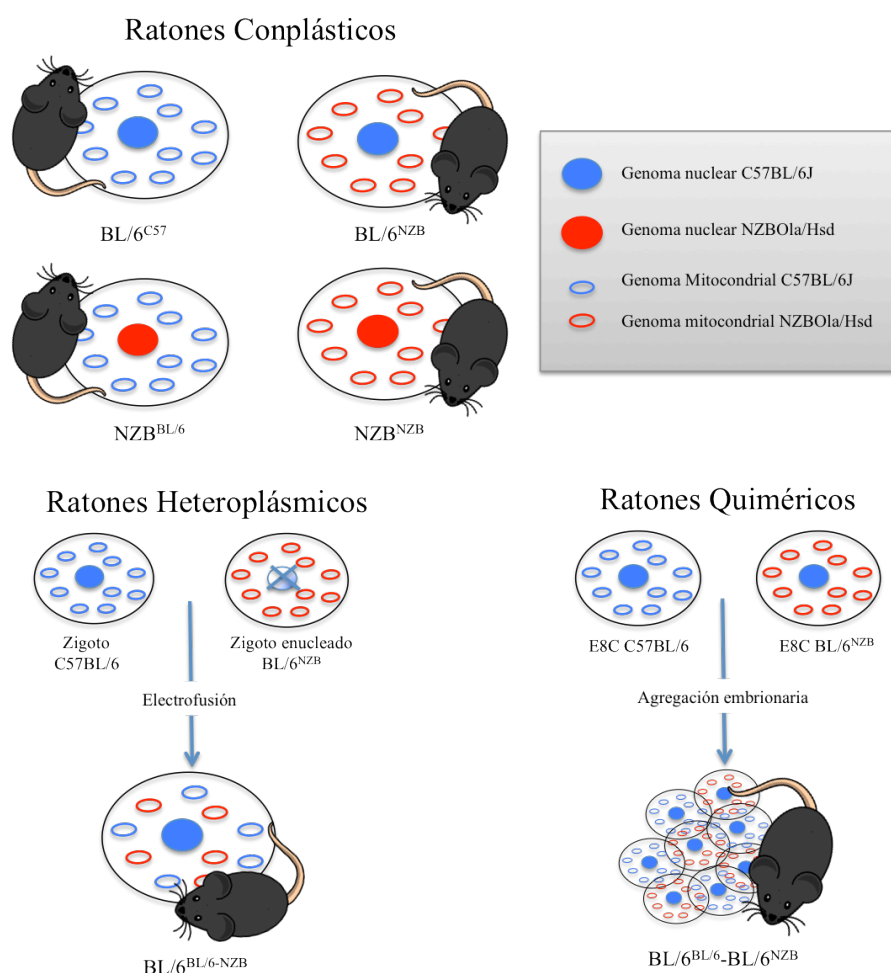 Ratones Conplásticos
BL/6C57
BL/6NZB
NZBBL/6
NZBNZB
Genoma nuclear C57BL/6J
Genoma nuclear NZBOla/Hsd
Genoma Mitocondrial C57BL/6J
Genoma mitocondrial NZBOla/Hsd
Ratones Heteroplásmicos
Zigoto
C57BL/6
Zigoto enucleado
BL/6NZB
Electrofusión
BL/6BL/6-NZB
Ratones Quiméricos
E8C C57BL/6
E8C BL/6NZB
Agregación embrionaria
BL/6BL/6-BL/6NZB